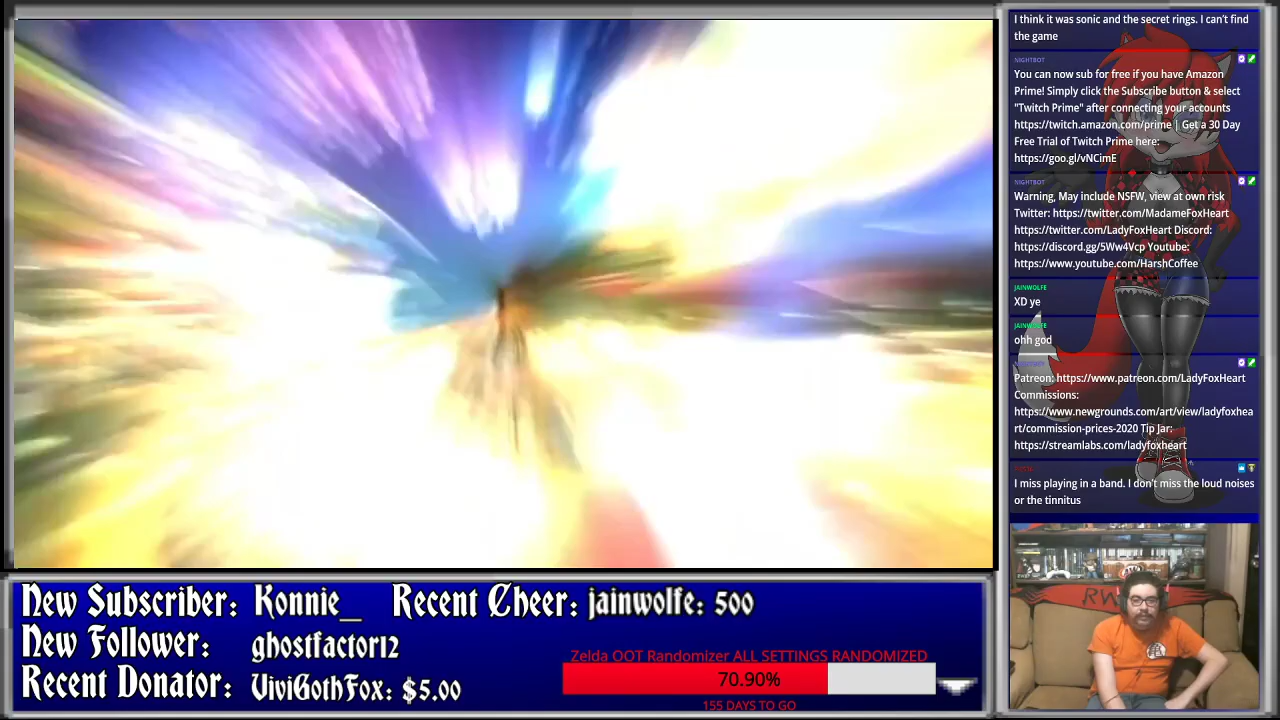 I think it was sonic and the secret rings. I can't find
the game
NIGHTBOT
You can now sub for free if you have Amazon
Prime! Simply click the Subscribe button & select
"Twitch Prime" after connecting your accounts
https://twitch.amazon.com/prime | Get a 30 Day
Free Trial of Twitch Prime here:
https://goo.gl/vNCimE
NIGHTBOT
Warning, May include NSFW, view at own risk
Twitter: https://twitter.com/MadameFoxHeart
https://twitter.com/LadyFoxHeart Discord:
https://discord.gg/5Ww4Vcp Youtube:
https://www.youtube.com/HarshCoffee
JAINWOLFE
XD ye
JAINWOLFE
ohh god
Patreon: https://www.patreon.com/LadyFoxHeart
Commissions:
https://www.newgrounds.com/art/view/ladyfoxhea
rt/commission-prices-2020 Tip Jar:
https://streamlabs.com/ladyfoxheart
I miss playing in a band. I don't miss the loud noises
or the tinnitus
New Subscriber: Konnie_ Recent Cheer: jainwolfe: 500
New Follower: ghostfactor12
Recent Donator: ViviGothFox: $5.00
Zelda OOT Randomizer ALL SETTINGS RANDOMIZED
70.90%
155 DAYS TO GO
RW